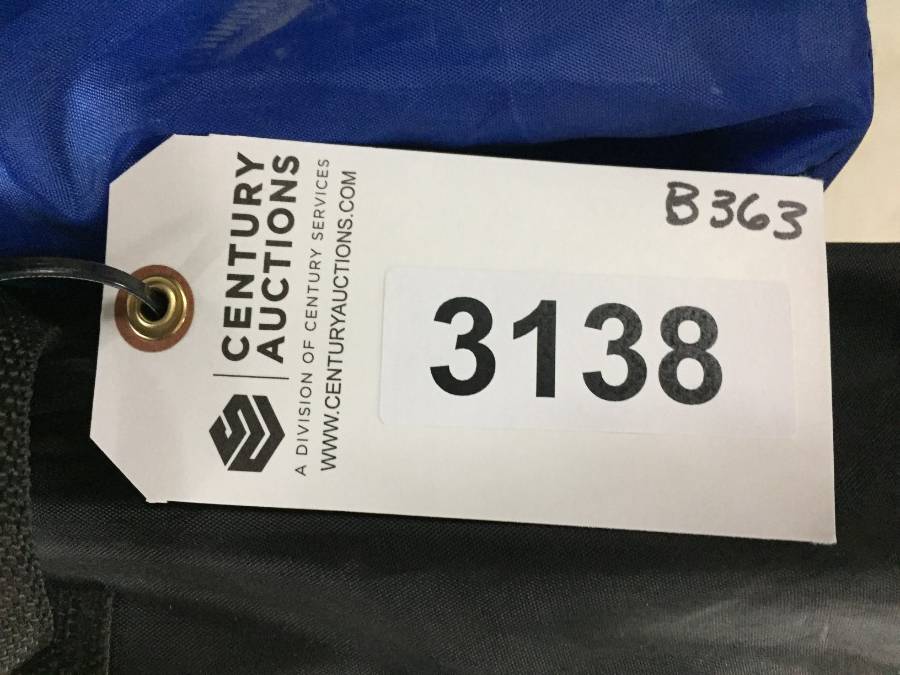 CENTURY
AUCTIONS
A DIVISION OF CENTURY SERVICES
WWW.CENTURYAUCTIONS.COM
B363
3138